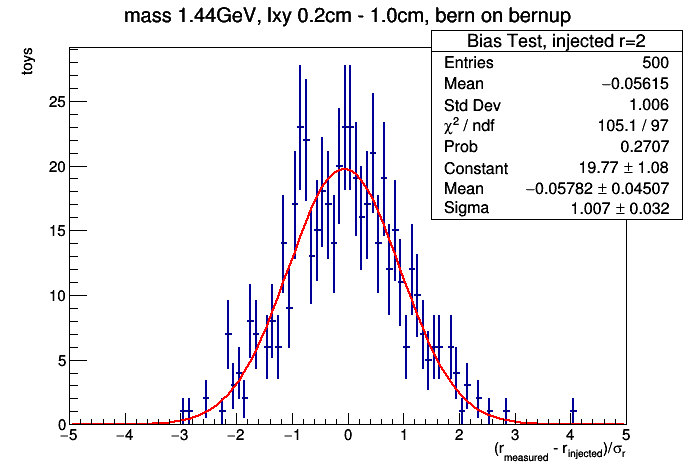 mass 1.44GeV, lxy 0.2cm - 1.0cm, bern on bernup
Bias Test, injected r=2
Entries 500
Mean −0.05615
Std Dev 1.006
χ² / ndf 105.1 / 97
Prob 0.2707
Constant 19.77 ± 1.08
Mean −0.05782 ± 0.04507
Sigma 1.007 ± 0.032
toys
25
20
15
10
5
0
−5 −4 −3 −2 −1 0 1 2 3 4 5
(r_measured - r_injected)/σ_r